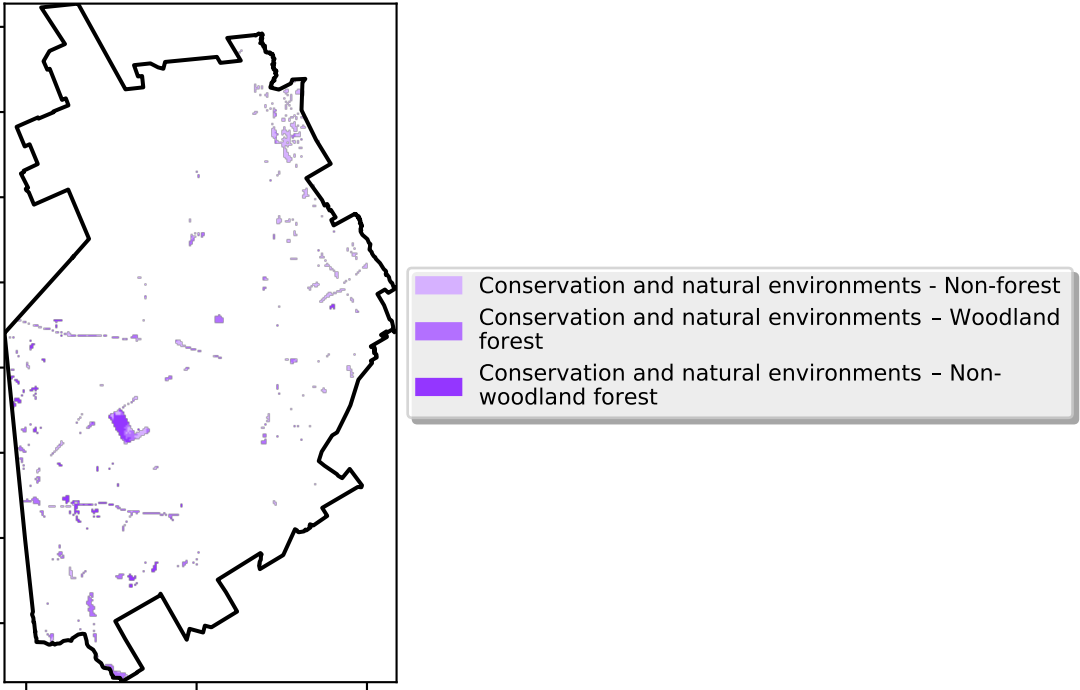 Conservation and natural environments - Non-forest
Conservation and natural environments – Woodland
forest
Conservation and natural environments – Non-
woodland forest